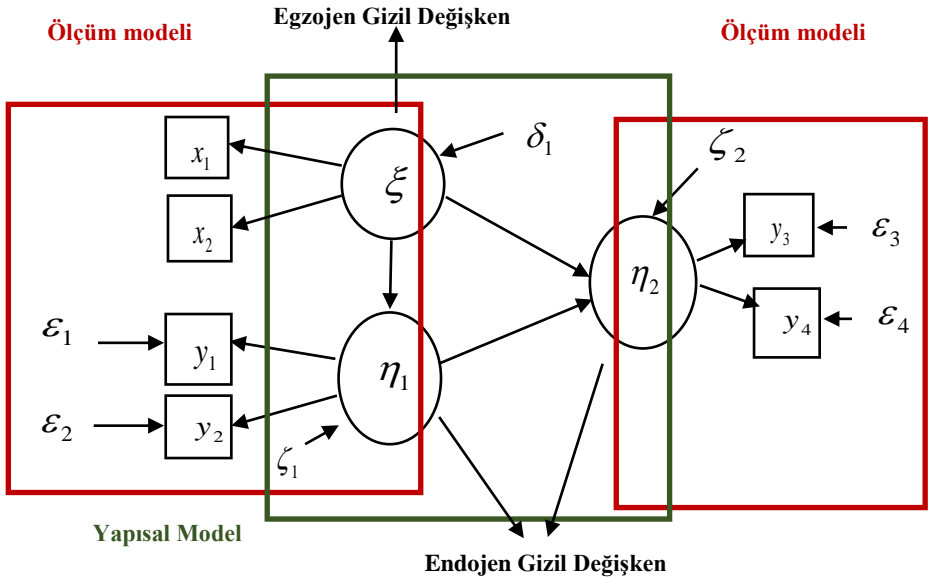 Egzojen Gizil Değişken
Ölçüm modeli
Ölçüm modeli
x₁
ξ
δ₁
ζ₂
x₂
y₃
ε₃
η₂
ε₁
y₁
η₁
y₄
ε₄
ε₂
y₂
ζ₁
Yapısal Model
Endojen Gizil Değişken